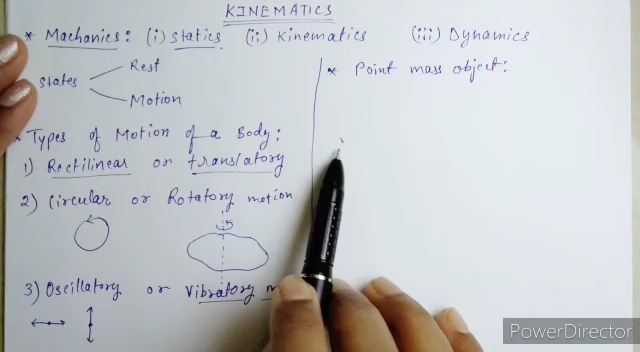 KINEMATICS
* Mechanics: (i) Statics (ii) Kinematics (iii) Dynamics
States
Rest
Motion
* Types of Motion of a Body:
1) Rectilinear or translatory
2) Circular or Rotatory motion
3) Oscillatory or Vibratory m
* Point mass object:
PowerDirector